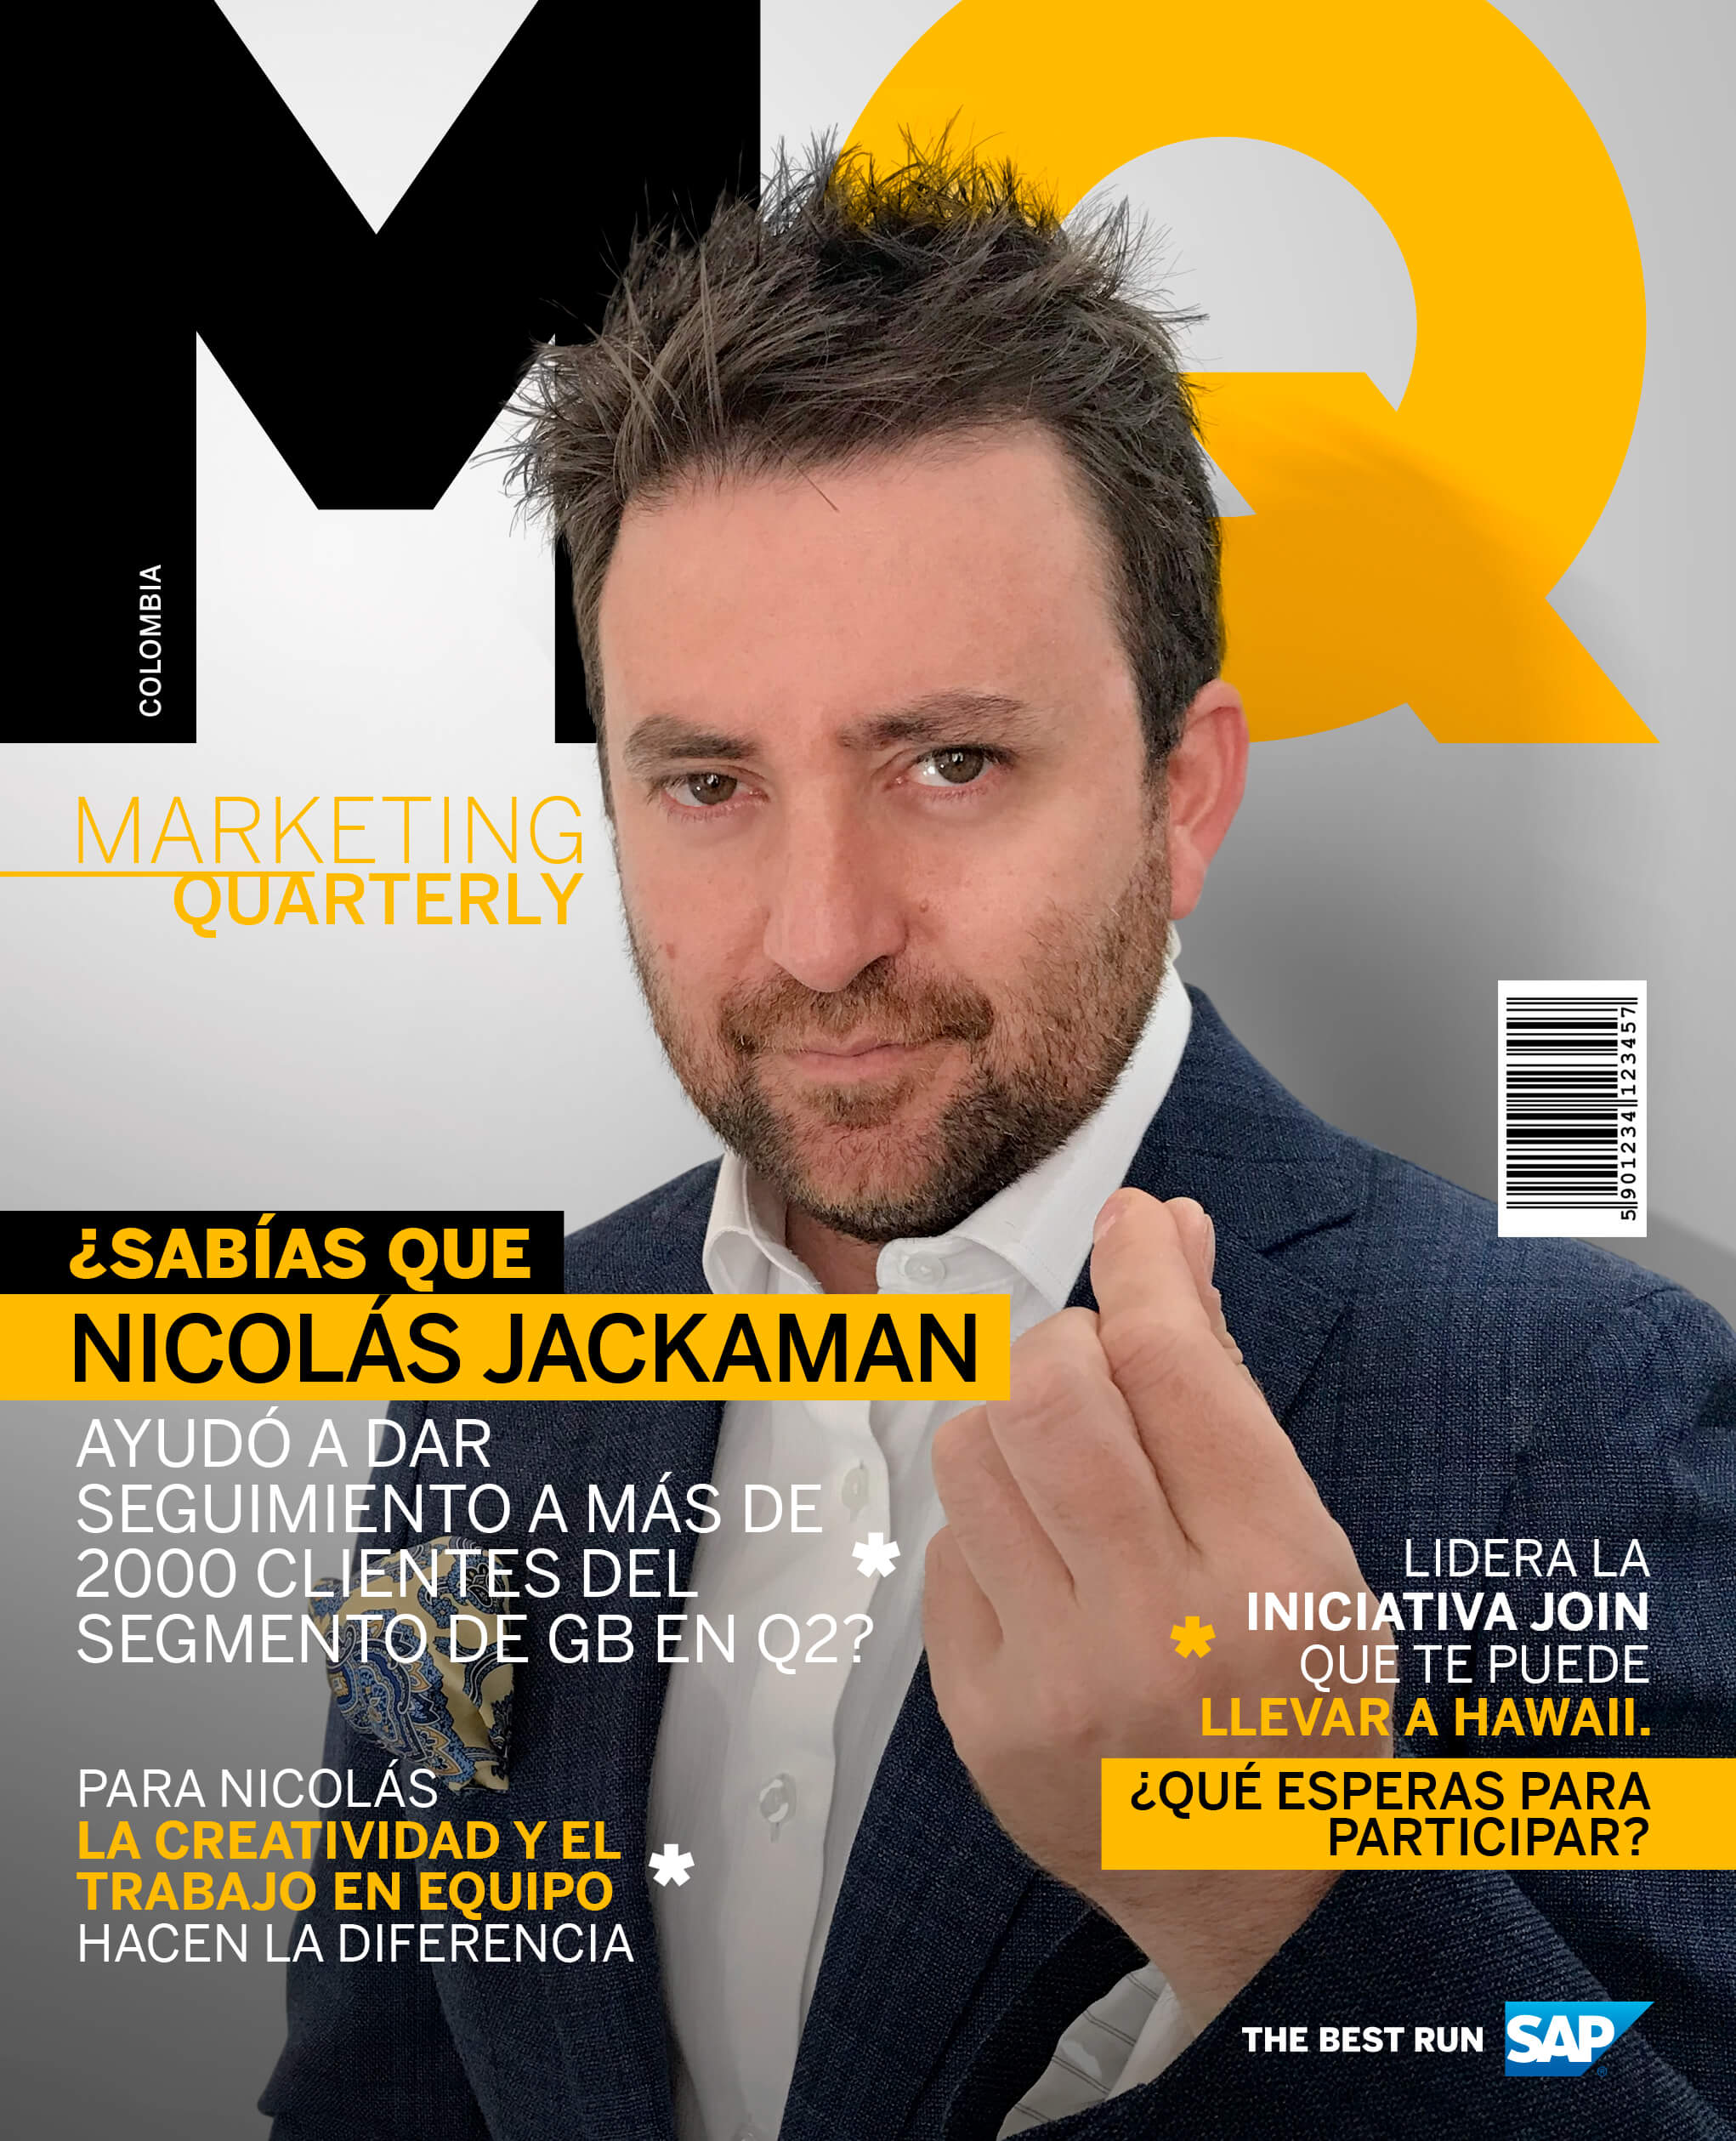 MQ
COLOMBIA
MARKETING
QUARTERLY
5901234123457
¿SABÍAS QUE
NICOLÁS JACKAMAN
AYUDÓ A DAR
SEGUIMIENTO A MÁS DE
2000 CLIENTES DEL
SEGMENTO DE GB EN Q2?
*
LIDERA LA
* INICIATIVA JOIN
QUE TE PUEDE
LLEVAR A HAWAII.
¿QUÉ ESPERAS PARA
PARTICIPAR?
PARA NICOLÁS
LA CREATIVIDAD Y EL
TRABAJO EN EQUIPO *
HACEN LA DIFERENCIA
THE BEST RUN SAP®